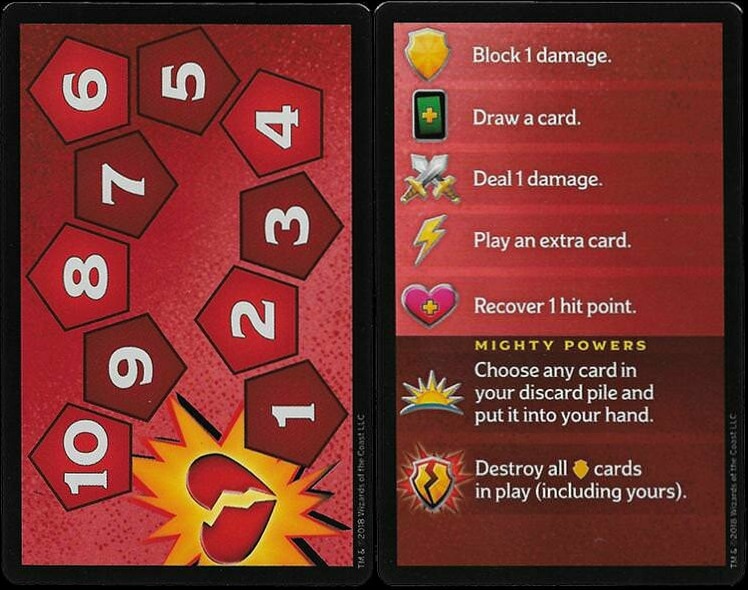 6
5
4
7
3
8
2
9
1
10
TM & ©2018 Wizards of the Coast LLC
Block 1 damage.
Draw a card.
Deal 1 damage.
Play an extra card.
Recover 1 hit point.
MIGHTY POWERS
Choose any card in
your discard pile and
put it into your hand.
Destroy all cards
in play (including yours).
TM & ©2018 Wizards of the Coast LLC